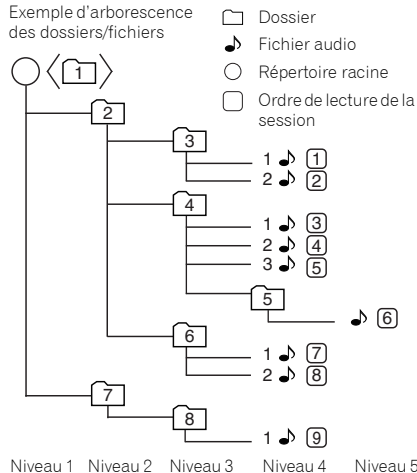 Exemple d'arborescence
des dossiers/fichiers
Dossier
Fichier audio
Répertoire racine
Ordre de lecture de la
session
1
2
3
1 1
2 2
4
1 3
2 4
3 5
5
6
6
1 7
2 8
7
8
1 9
Niveau 1 Niveau 2 Niveau 3 Niveau 4 Niveau 5